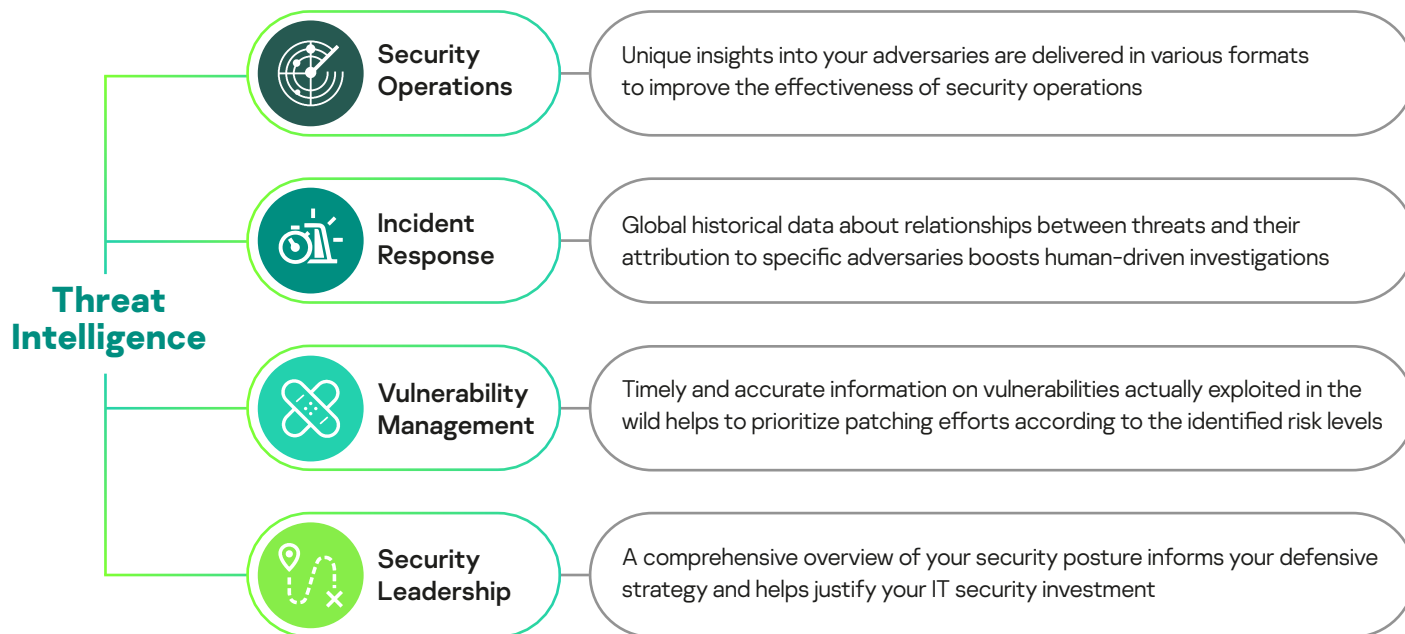 Threat
Intelligence
Security
Operations
Unique insights into your adversaries are delivered in various formats
to improve the effectiveness of security operations
Incident
Response
Global historical data about relationships between threats and their
attribution to specific adversaries boosts human-driven investigations
Vulnerability
Management
Timely and accurate information on vulnerabilities actually exploited in the
wild helps to prioritize patching efforts according to the identified risk levels
Security
Leadership
A comprehensive overview of your security posture informs your defensive
strategy and helps justify your IT security investment